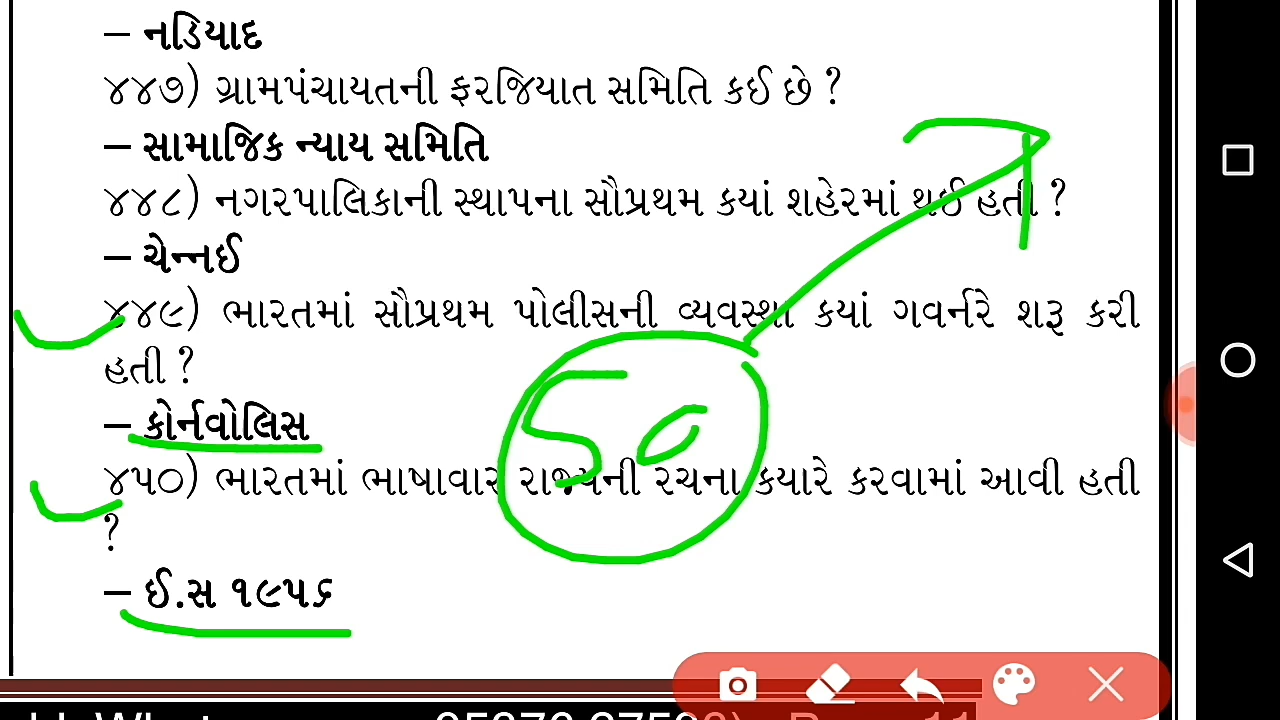 – નડિયાદ
૪૪૭) ગ્રામપંચાયતની ફરજિયાત સમિતિ કઈ છે ?
– સામાજિક ન્યાય સમિતિ
૪૪૮) નગરપાલિકાની સ્થાપના સૌપ્રથમ કયાં શહેરમાં થઈ હતી ?
– ચેન્નઈ
૪૪૯) ભારતમાં સૌપ્રથમ પોલીસની વ્યવસ્થા કયાં ગવર્નરે શરૂ કરી
હતી ?
– કોર્નવોલિસ
50
૪૫૦) ભારતમાં ભાષાવાર રાજ્યની રચના કયારે કરવામાં આવી હતી
?
– ઈ.સ ૧૯૫૬